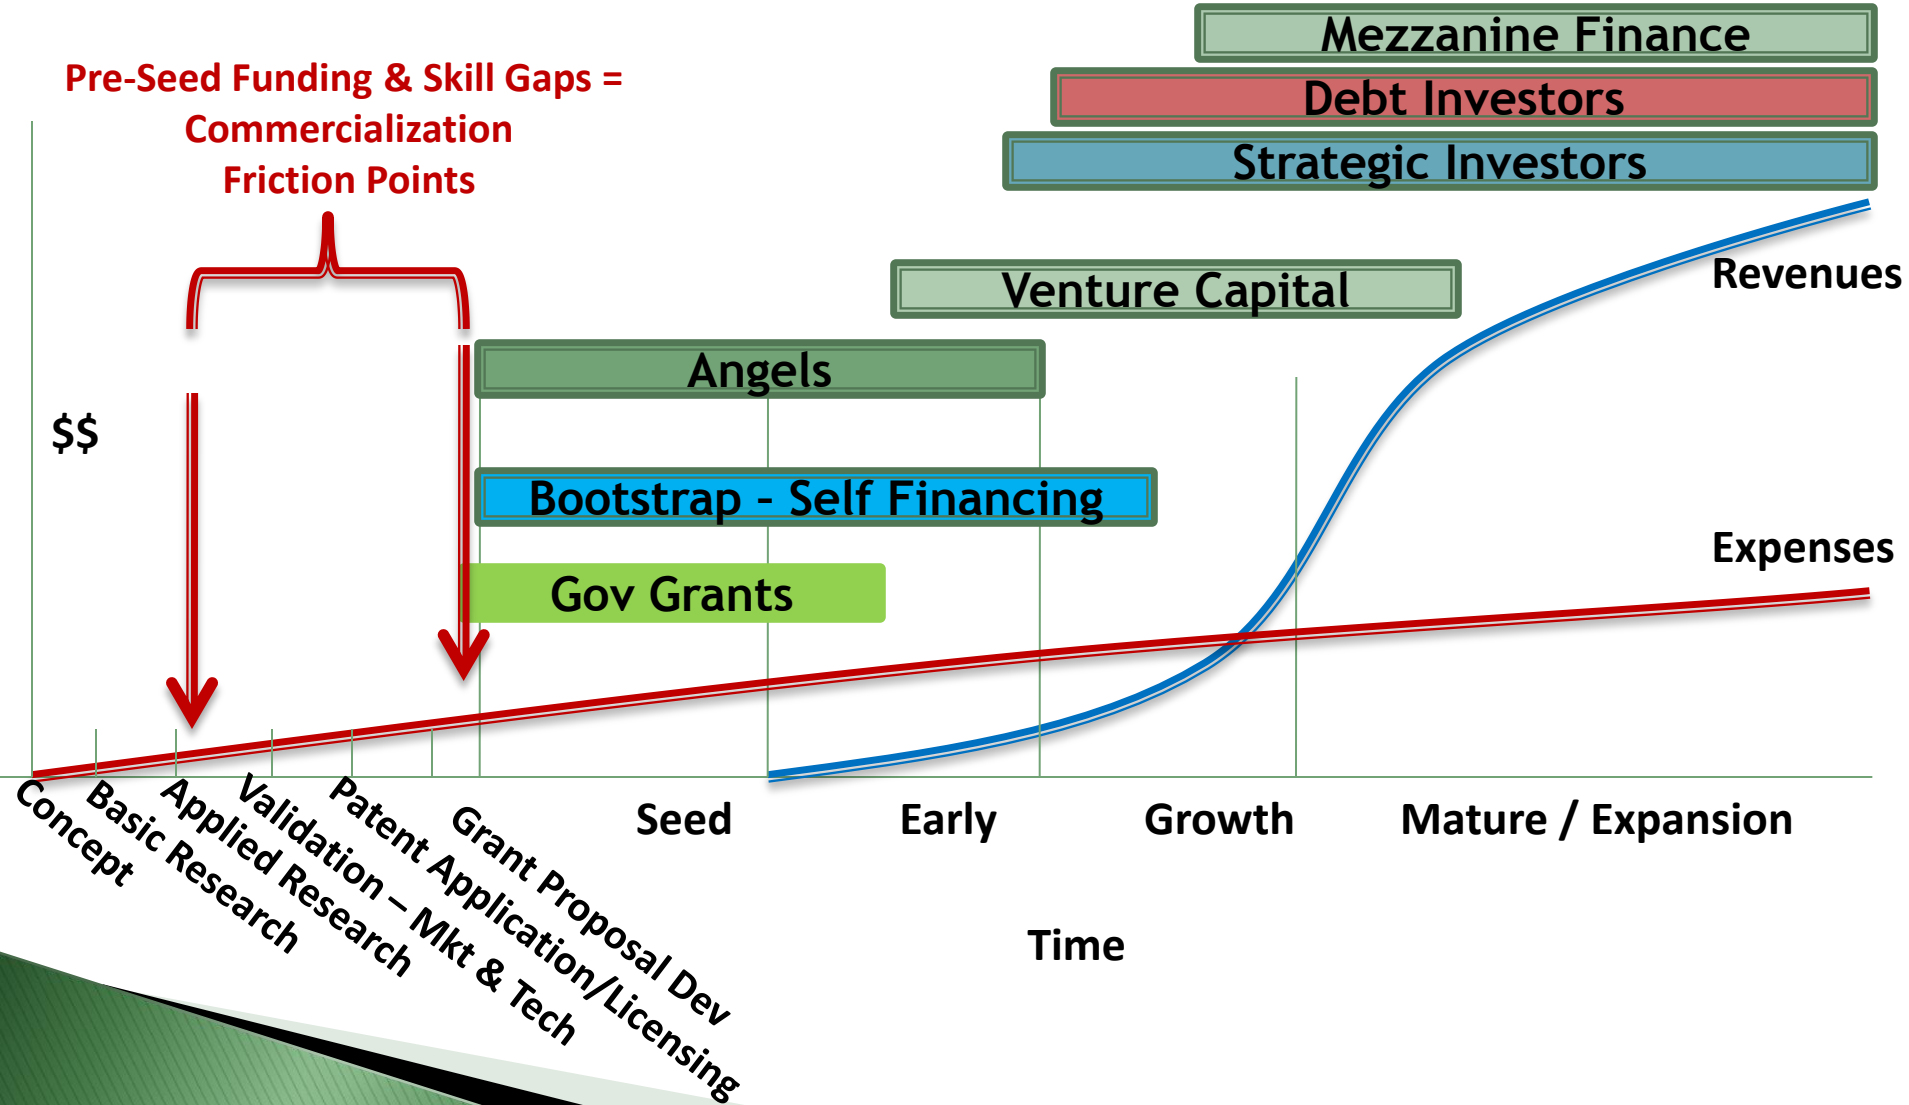 Mezzanine Finance
Pre-Seed Funding & Skill Gaps =
Commercialization
Friction Points
Debt Investors
Strategic Investors
Revenues
Venture Capital
Angels
$$
Bootstrap – Self Financing
Expenses
Gov Grants
Concept
Basic Research
Applied Research
Validation – Mkt & Tech
Patent Application/Licensing
Grant Proposal Dev
Seed
Early
Growth
Mature / Expansion
Time